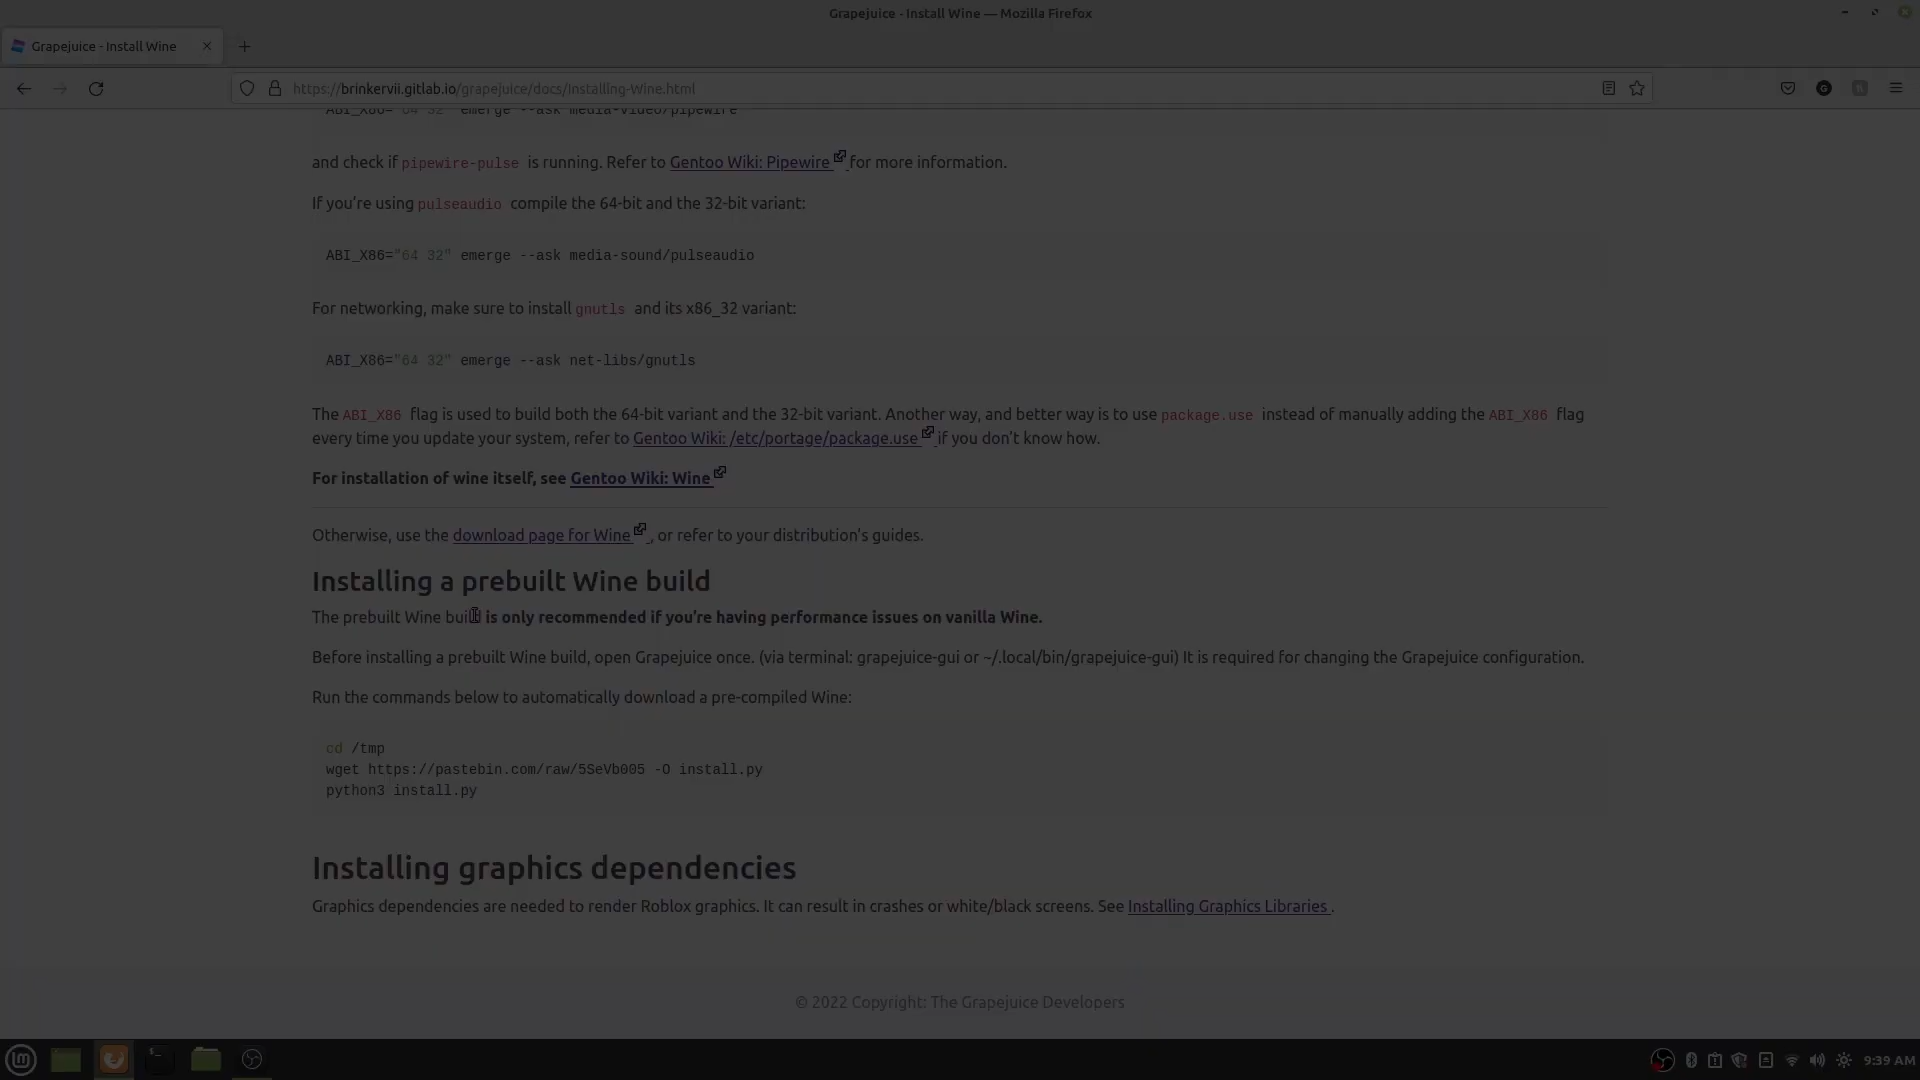 Grapejuice - Install Wine — Mozilla Firefox
Grapejuice - Install Wine
https://brinkervii.gitlab.io/grapejuice/docs/Installing-Wine.html
ABI_X86="64 32" emerge --ask media-video/pipewire
and check if pipewire-pulse is running. Refer to Gentoo Wiki: Pipewire for more information.
If you're using pulseaudio compile the 64-bit and the 32-bit variant:
ABI_X86="64 32" emerge --ask media-sound/pulseaudio
For networking, make sure to install gnutls and its x86_32 variant:
ABI_X86="64 32" emerge --ask net-libs/gnutls
The ABI_X86 flag is used to build both the 64-bit variant and the 32-bit variant. Another way, and better way is to use package.use instead of manually adding the ABI_X86 flag
every time you update your system, refer to Gentoo Wiki: /etc/portage/package.use if you don't know how.
For installation of wine itself, see Gentoo Wiki: Wine
Otherwise, use the download page for Wine , or refer to your distribution's guides.
Installing a prebuilt Wine build
The prebuilt Wine build is only recommended if you're having performance issues on vanilla Wine.
Before installing a prebuilt Wine build, open Grapejuice once. (via terminal: grapejuice-gui or ~/.local/bin/grapejuice-gui) It is required for changing the Grapejuice configuration.
Run the commands below to automatically download a pre-compiled Wine:
cd /tmp
wget https://pastebin.com/raw/5SeVb005 -O install.py
python3 install.py
Installing graphics dependencies
Graphics dependencies are needed to render Roblox graphics. It can result in crashes or white/black screens. See Installing Graphics Libraries .
© 2022 Copyright: The Grapejuice Developers
9:39 AM